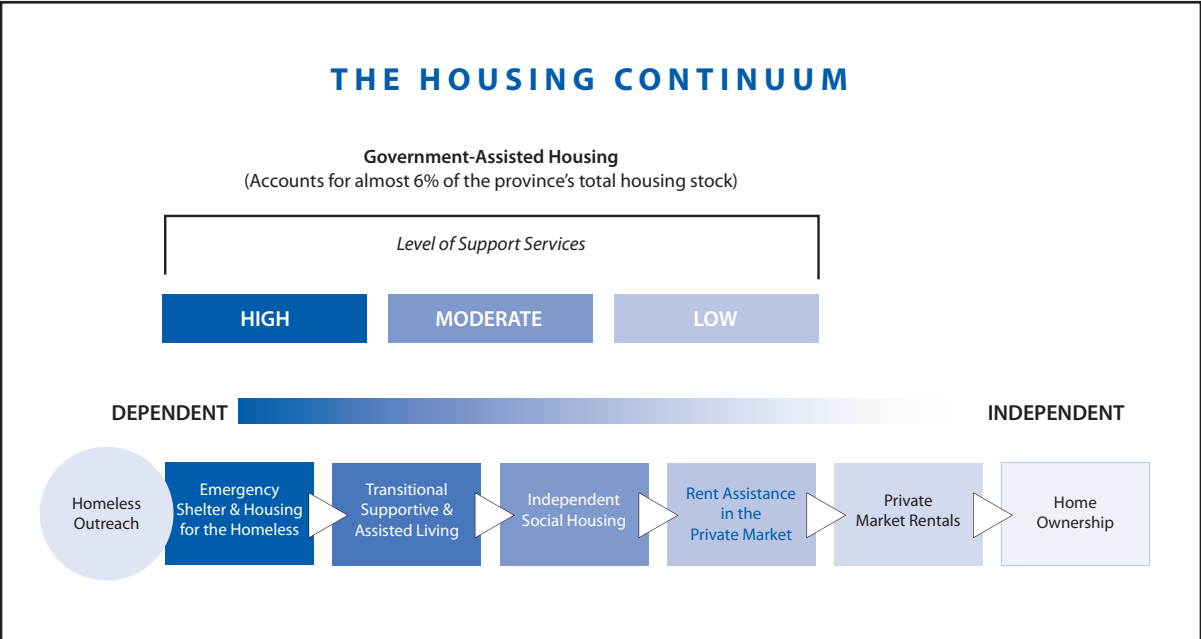 THE HOUSING CONTINUUM
Government-Assisted Housing
(Accounts for almost 6% of the province’s total housing stock)
Level of Support Services
HIGH
MODERATE
LOW
DEPENDENT
INDEPENDENT
Homeless
Outreach
Emergency
Shelter & Housing
for the Homeless
Transitional
Supportive &
Assisted Living
Independent
Social Housing
Rent Assistance
in the
Private Market
Private
Market Rentals
Home
Ownership